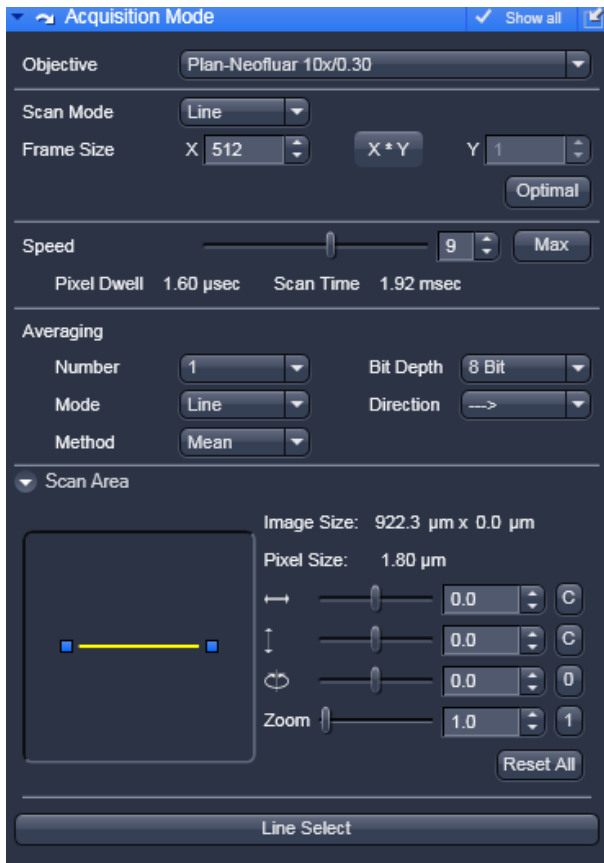 Acquisition Mode Show all
Objective Plan-Neofluar 10x/0.30
Scan Mode Line
Frame Size X 512 X * Y Y 1
Optimal
Speed 9 Max
Pixel Dwell 1.60 µsec Scan Time 1.92 msec
Averaging
Number 1 Bit Depth 8 Bit
Mode Line Direction --->
Method Mean
Scan Area
Image Size: 922.3 µm x 0.0 µm
Pixel Size: 1.80 µm
0.0 C
0.0 C
0.0 0
Zoom 1.0 1
Reset All
Line Select